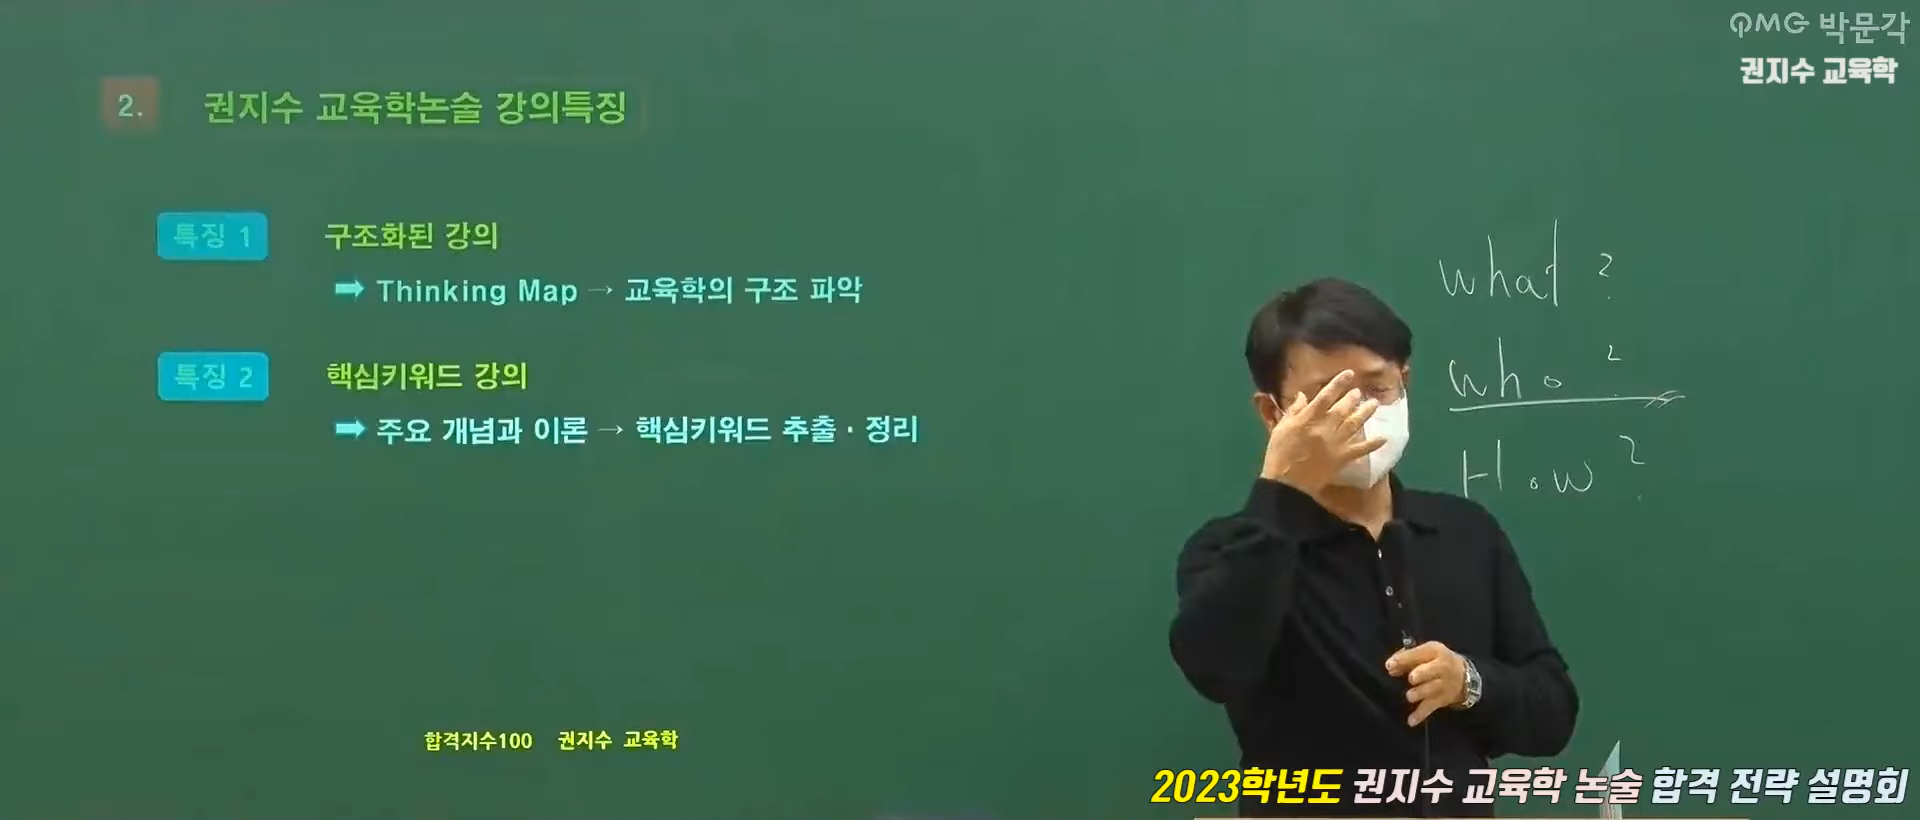 PMG 박문각
권지수 교육학
2. 권지수 교육학논술 강의특징
특징 1 구조화된 강의
➡ Thinking Map → 교육학의 구조 파악
특징 2 핵심키워드 강의
➡ 주요 개념과 이론 → 핵심키워드 추출 · 정리
what ?
who ?
How ?
합격지수100 권지수 교육학
2023학년도 권지수 교육학 논술 합격 전략 설명회